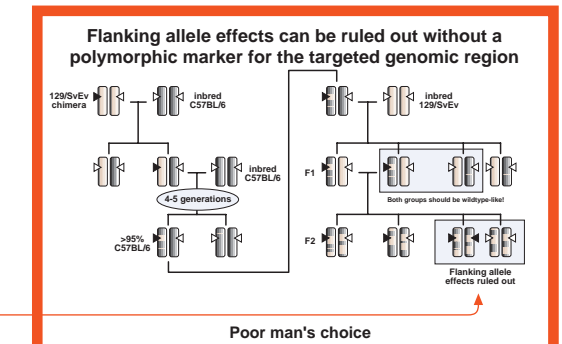 Flanking allele effects can be ruled out without a
polymorphic marker for the targeted genomic region
129/SvEv
chimera
inbred
C57BL/6
inbred
C57BL/6
4-5 generations
>95%
C57BL/6
inbred
129/SvEv
F1
Both groups should be wildtype-like!
F2
Flanking allele
effects ruled out
Poor man's choice